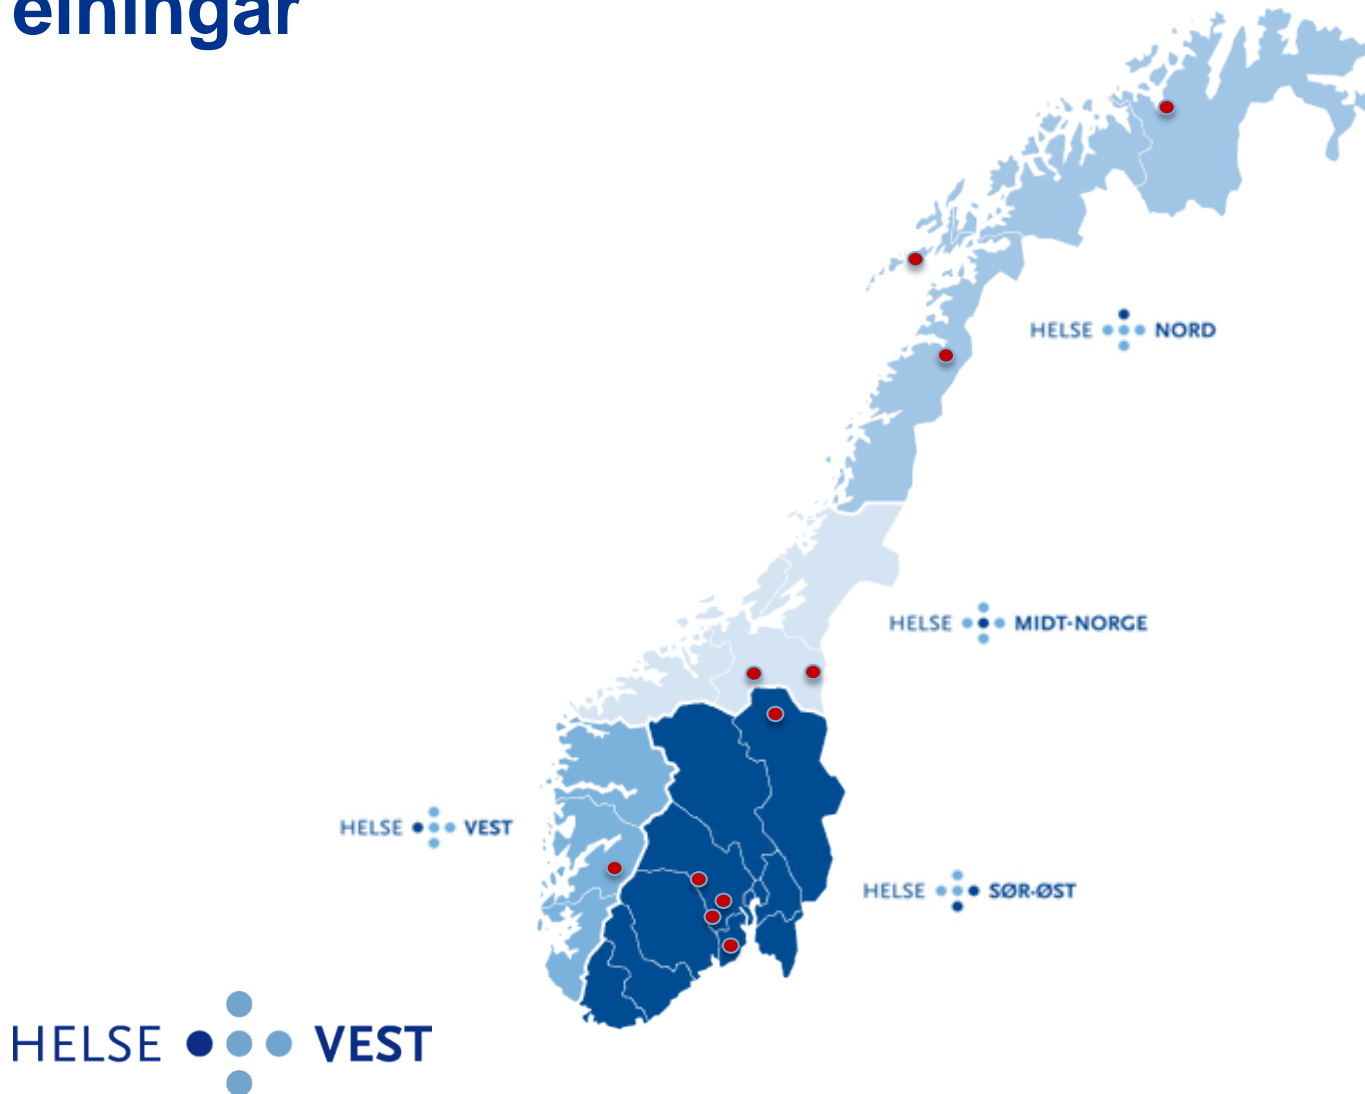 einingar
HELSE NORD
HELSE MIDT-NORGE
HELSE VEST
HELSE SØR-ØST
HELSE VEST